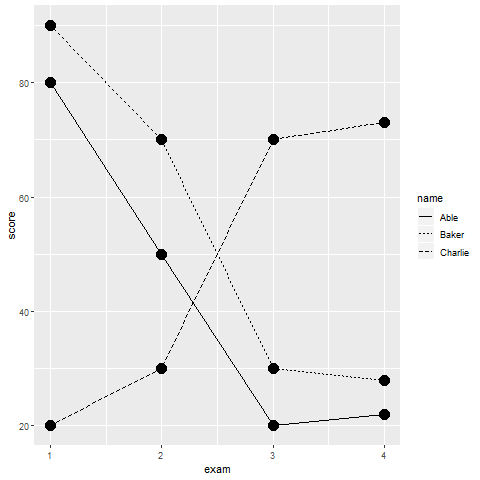 80
60
40
20
score
1 2 3 4
exam
name
Able
Baker
Charlie